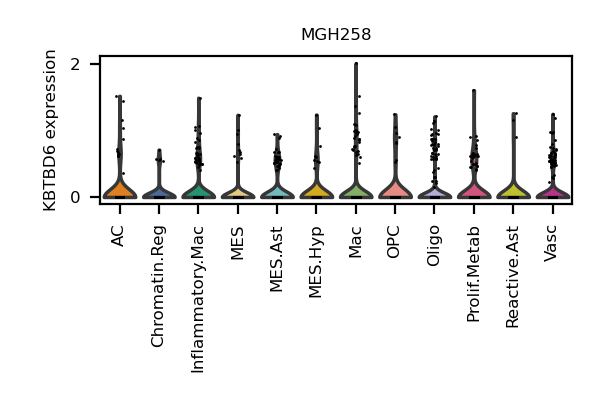 MGH258
KBTBD6 expression
2
0
AC
Chromatin.Reg
Inflammatory.Mac
MES
MES.Ast
MES.Hyp
Mac
OPC
Oligo
Prolif.Metab
Reactive.Ast
Vasc